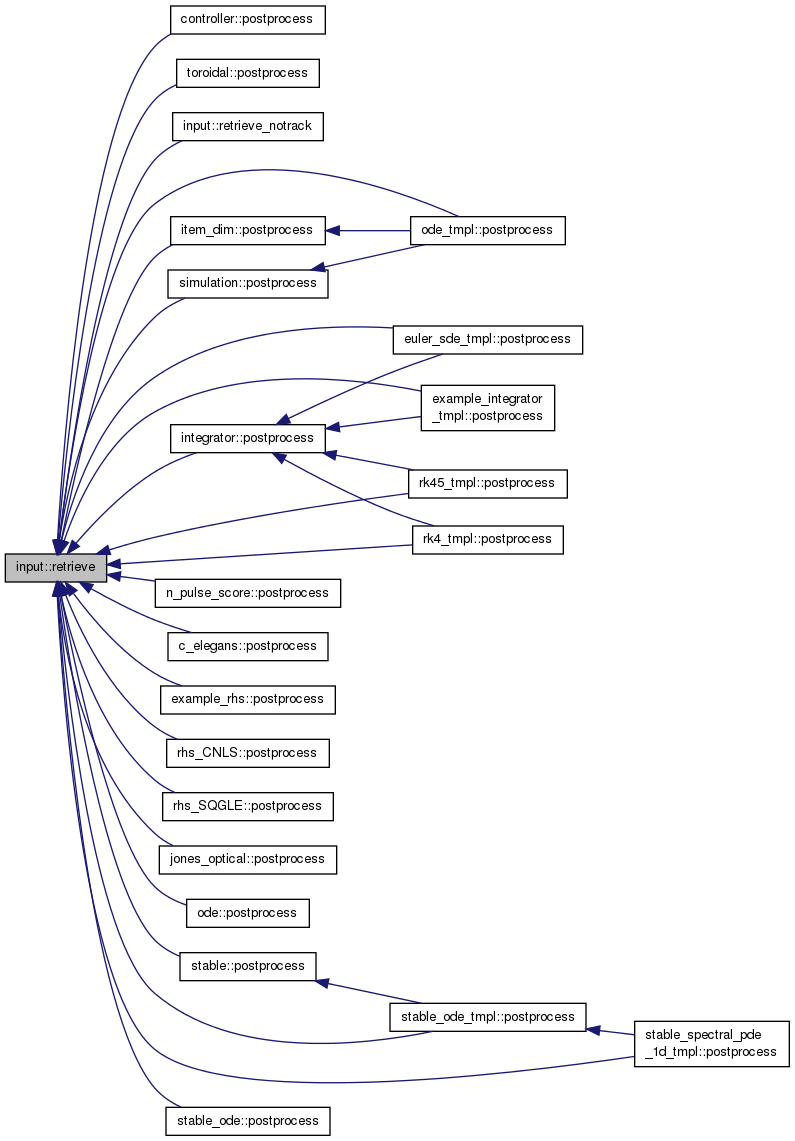 controller::postprocess
toroidal::postprocess
input::retrieve_notrack
item_dim::postprocess
ode_tmpl::postprocess
simulation::postprocess
euler_sde_tmpl::postprocess
example_integrator
_tmpl::postprocess
integrator::postprocess
rk45_tmpl::postprocess
rk4_tmpl::postprocess
input::retrieve
n_pulse_score::postprocess
c_elegans::postprocess
example_rhs::postprocess
rhs_CNLS::postprocess
rhs_SQGLE::postprocess
jones_optical::postprocess
ode::postprocess
stable::postprocess
stable_ode_tmpl::postprocess
stable_spectral_pde
_1d_tmpl::postprocess
stable_ode::postprocess